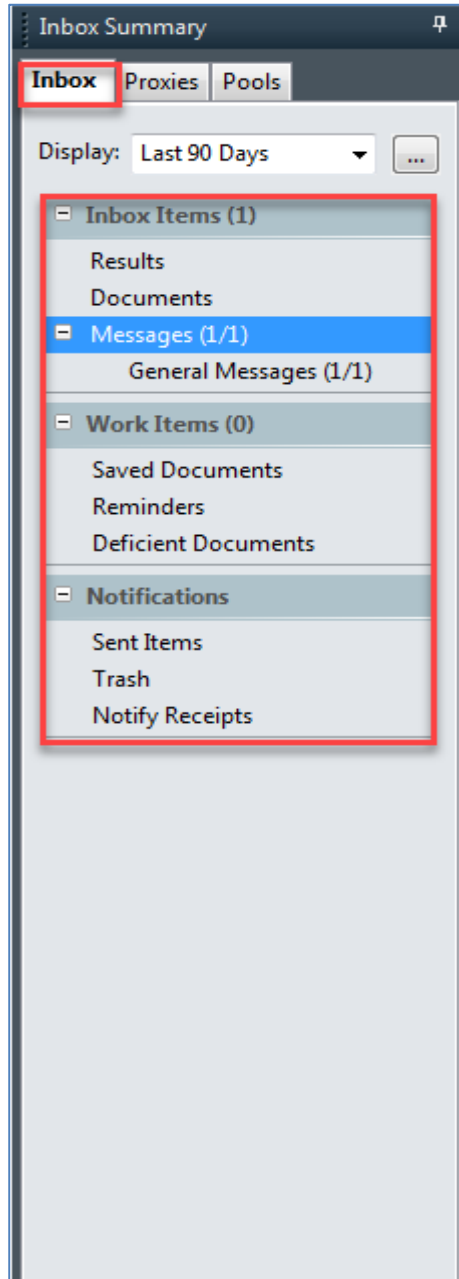 Inbox Summary
Inbox Proxies Pools
Display: Last 90 Days ...
Inbox Items (1)
Results
Documents
Messages (1/1)
General Messages (1/1)
Work Items (0)
Saved Documents
Reminders
Deficient Documents
Notifications
Sent Items
Trash
Notify Receipts